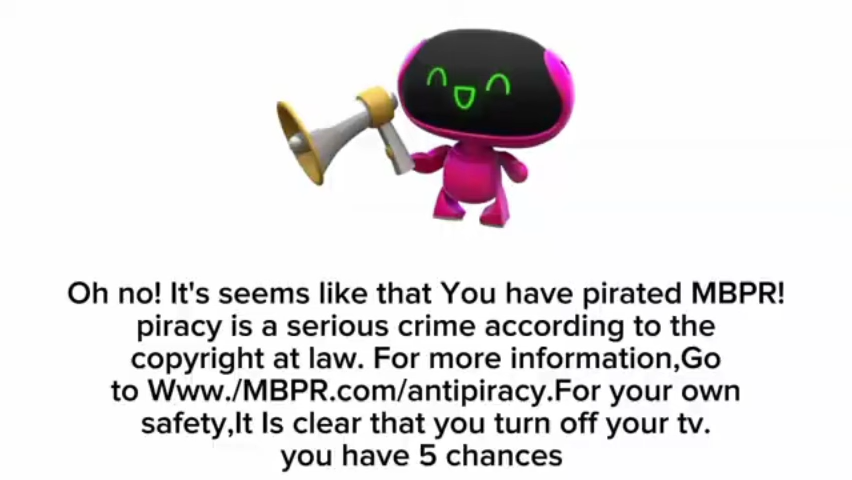 Oh no! It's seems like that You have pirated MBPR!
piracy is a serious crime according to the
copyright at law. For more information,Go
to Www./MBPR.com/antipiracy.For your own
safety,It Is clear that you turn off your tv.
you have 5 chances